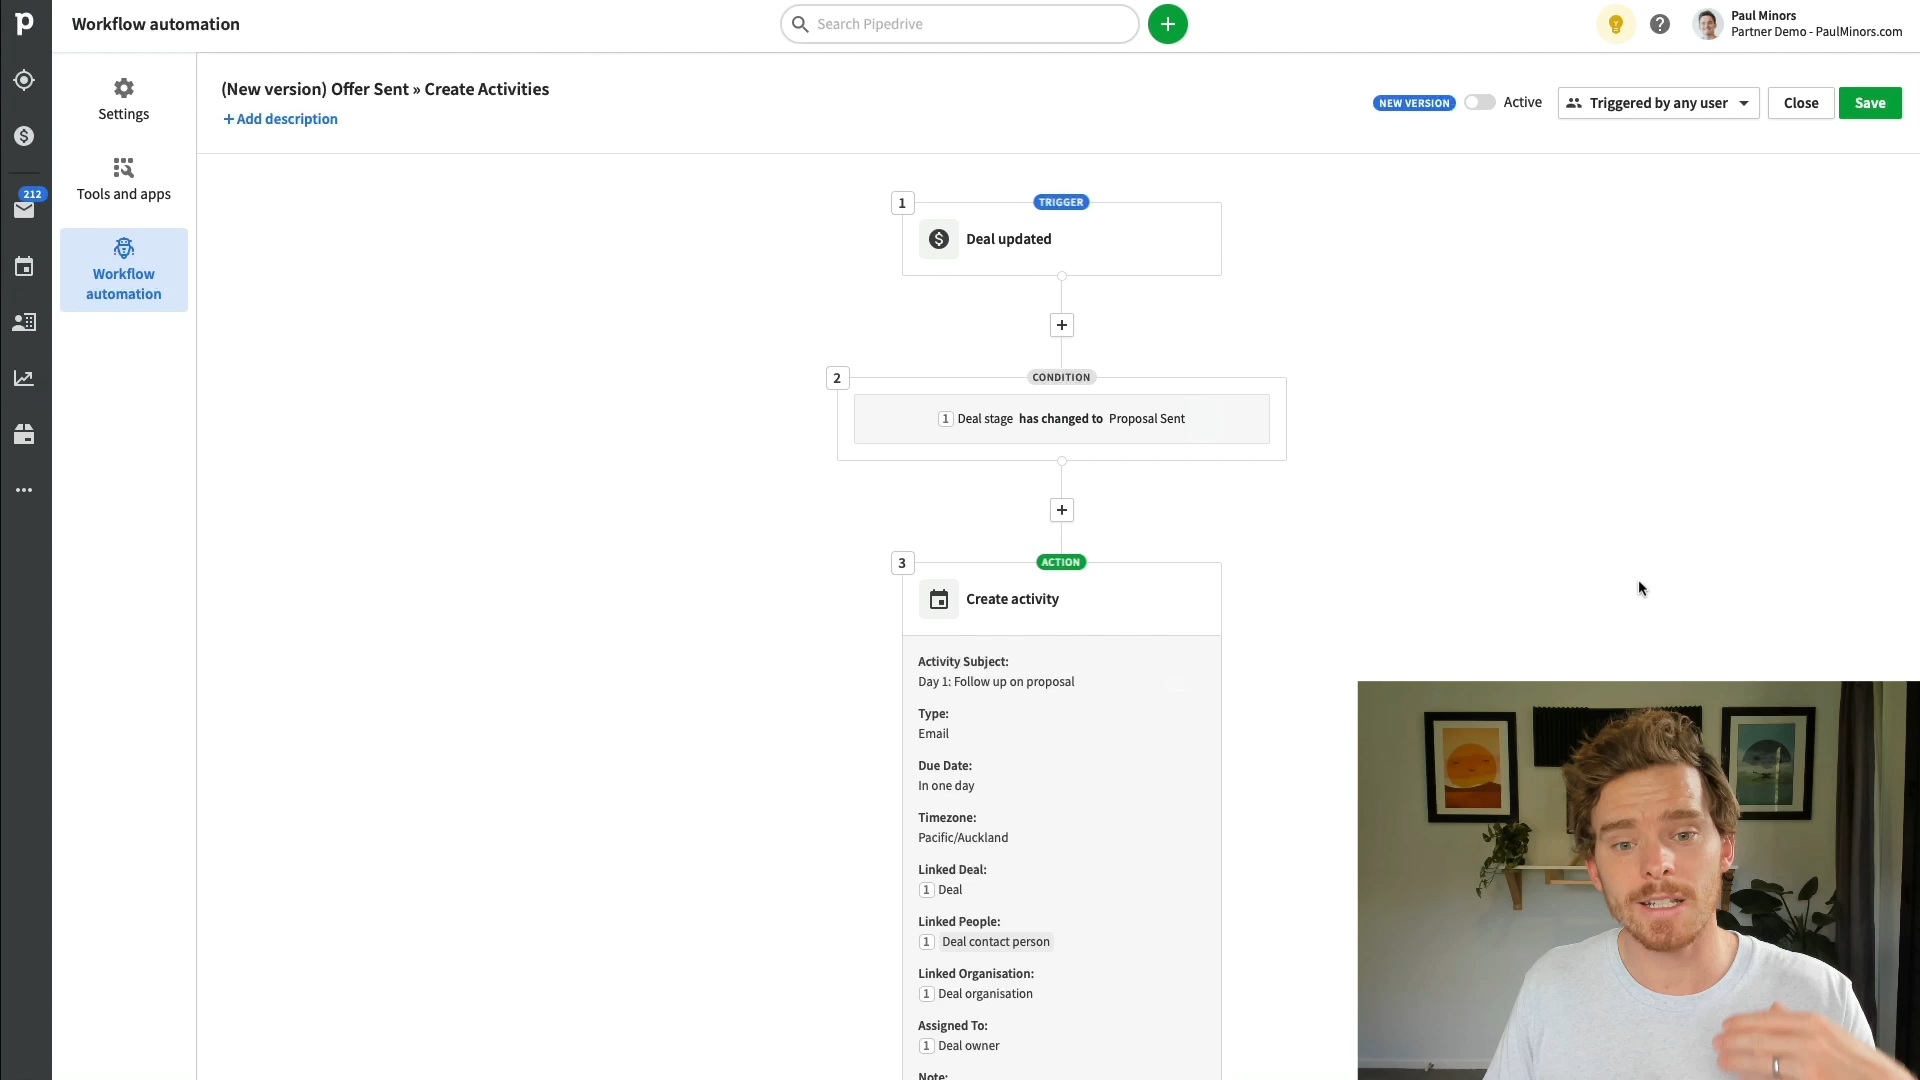 Workflow automation
Search Pipedrive
Paul Minors
Partner Demo - PaulMinors.com
212
Settings
Tools and apps
Workflow
automation
(New version) Offer Sent » Create Activities
+ Add description
NEW VERSION
Active
Triggered by any user
Close
Save
1
TRIGGER
Deal updated
2
CONDITION
1 Deal stage has changed to Proposal Sent
3
ACTION
Create activity
Activity Subject:
Day 1: Follow up on proposal
Type:
Email
Due Date:
In one day
Timezone:
Pacific/Auckland
Linked Deal:
1 Deal
Linked People:
1 Deal contact person
Linked Organisation:
1 Deal organisation
Assigned To:
1 Deal owner
Note: